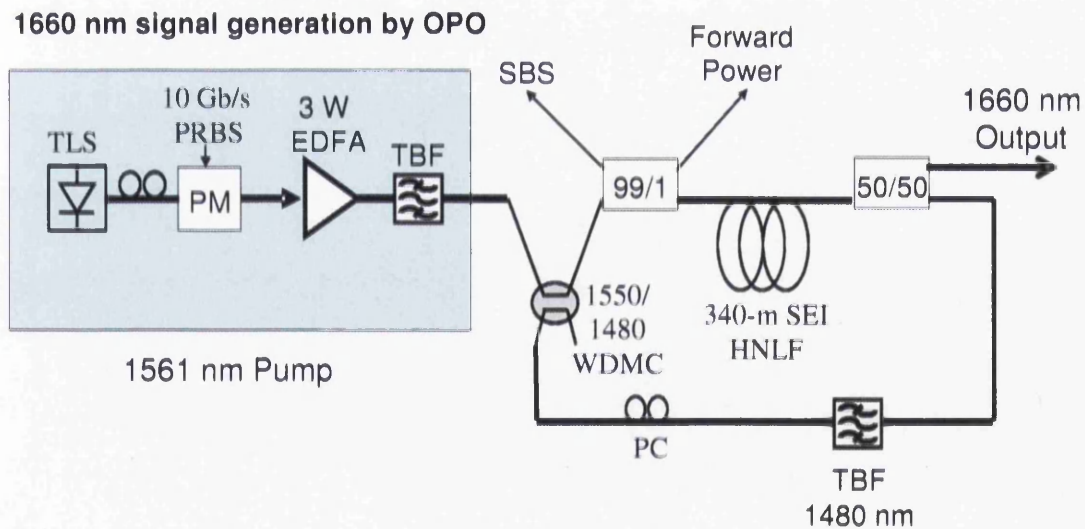 1660 nm signal generation by OPO
TLS
10 Gb/s
PRBS
PM
3 W
EDFA
TBF
1561 nm Pump
SBS
Forward
Power
99/1
1660 nm
Output
50/50
1550/
1480
WDMC
340-m SEI
HNLF
PC
TBF
1480 nm